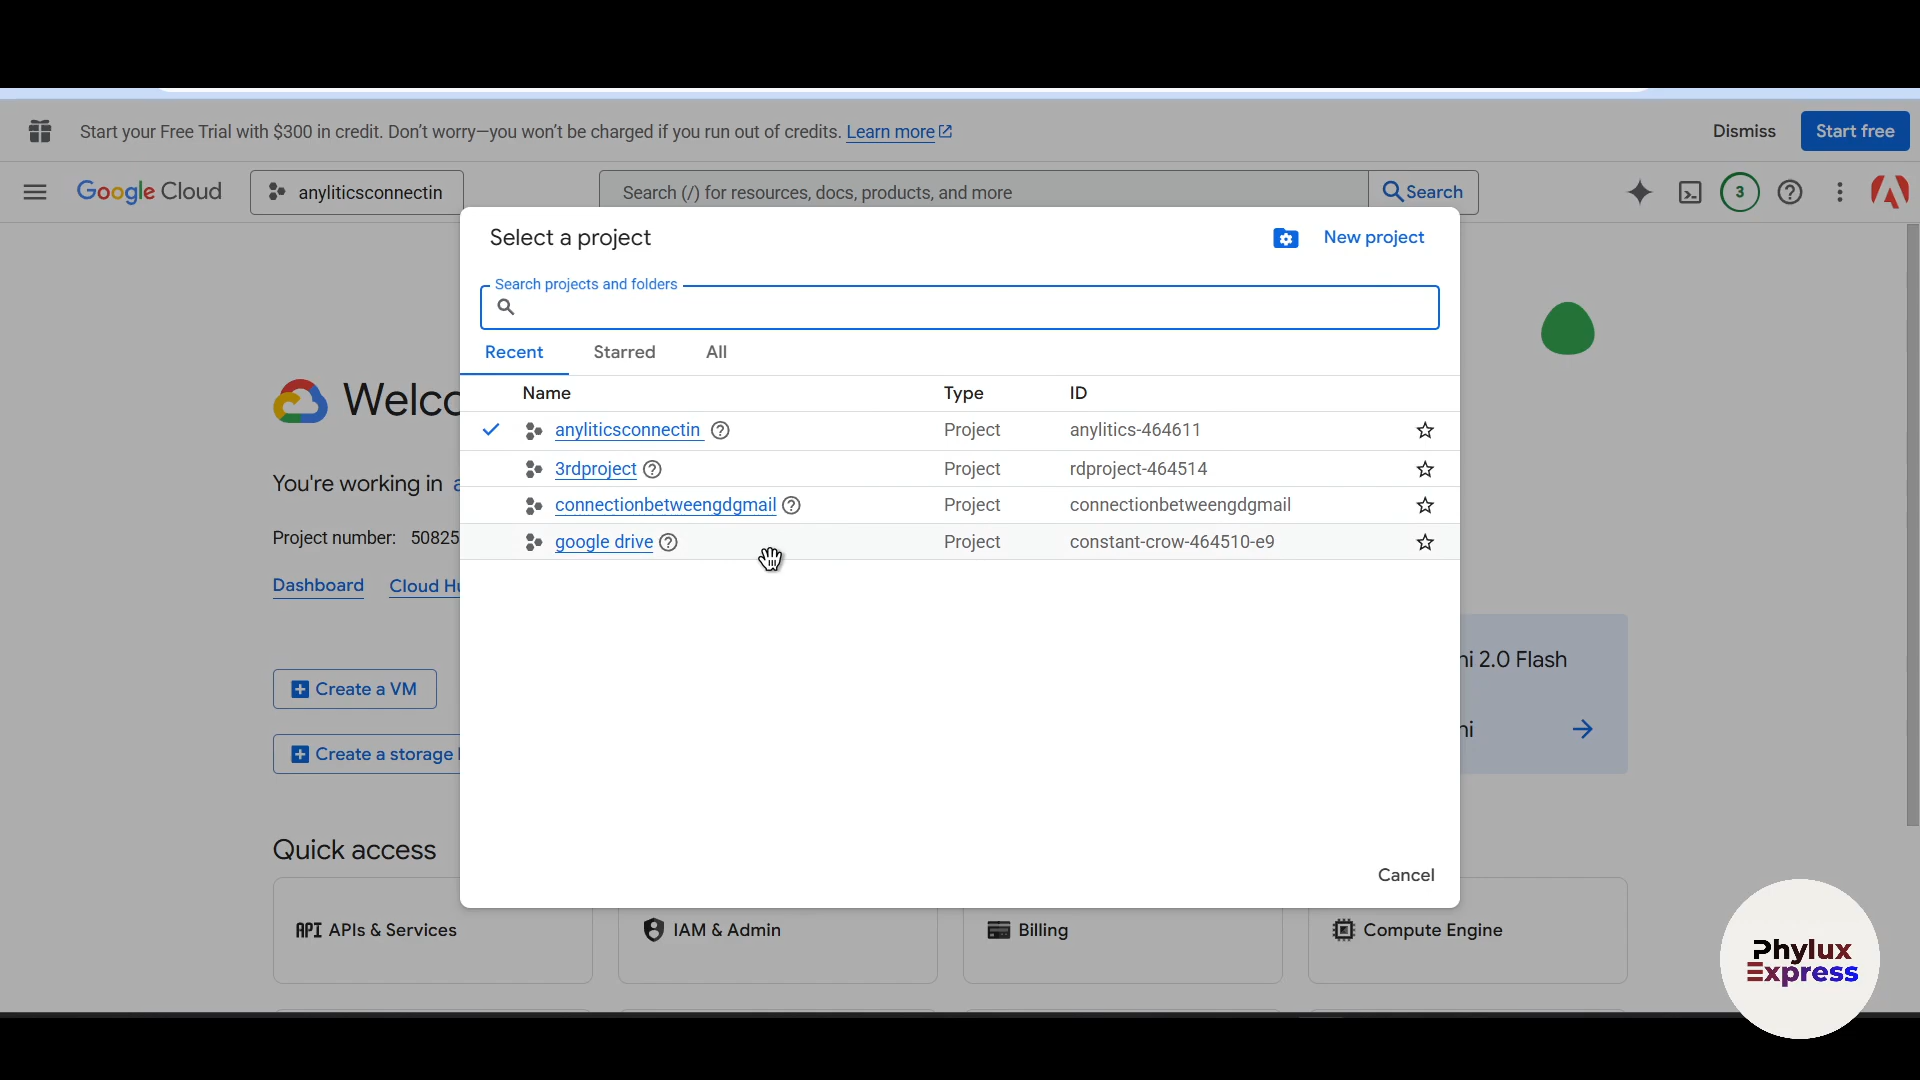 Start your Free Trial with $300 in credit. Don't worry—you won't be charged if you run out of credits. Learn more
Dismiss
Start free
Google Cloud
anyliticsconnectin
Search (/) for resources, docs, products, and more
Search
3
Select a project
New project
Search projects and folders
Recent
Starred
All
Name
Type
ID
anyliticsconnectin
Project
anylitics-464611
3rdproject
Project
rdproject-464514
connectionbetweengdgmail
Project
connectionbetweengdgmail
google drive
Project
constant-crow-464510-e9
Cancel
Welco
You're working in a
Project number: 50825
Dashboard
Cloud Hu
Create a VM
Create a storage
ni 2.0 Flash
ni
Quick access
API APIs & Services
IAM & Admin
Billing
Compute Engine
Phylux
Express